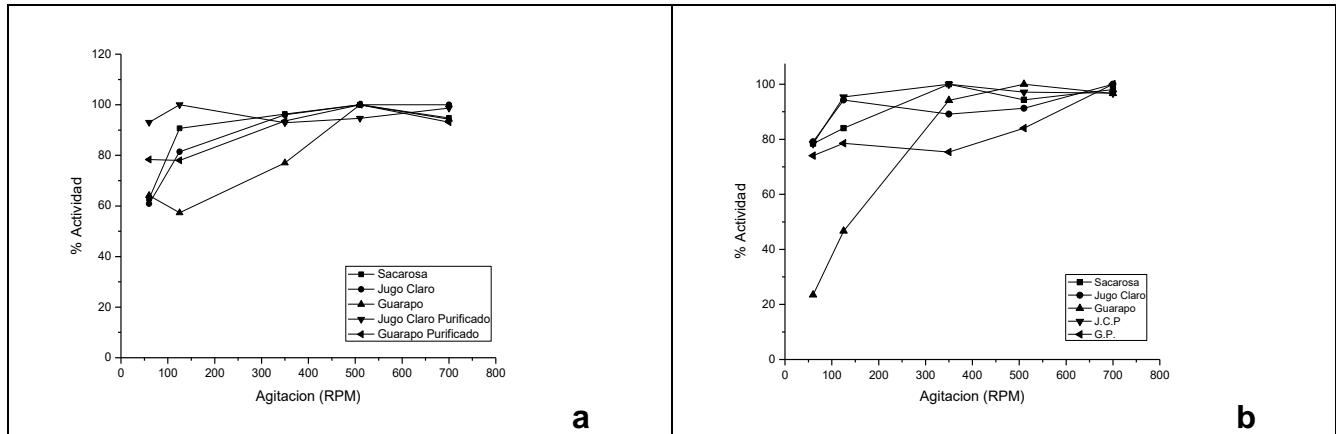 120
100
80
60
40
20
0
% Actividad
Sacarosa
Jugo Claro
Guarapo
Jugo Claro Purificado
Guarapo Purificado
0 100 200 300 400 500 600 700 800
Agitacion (RPM)
a
100
80
60
40
20
0
% Actividad
Sacarosa
Jugo Claro
Guarapo
J.C.P
G.P.
0 100 200 300 400 500 600 700 800
Agitacion (RPM)
b